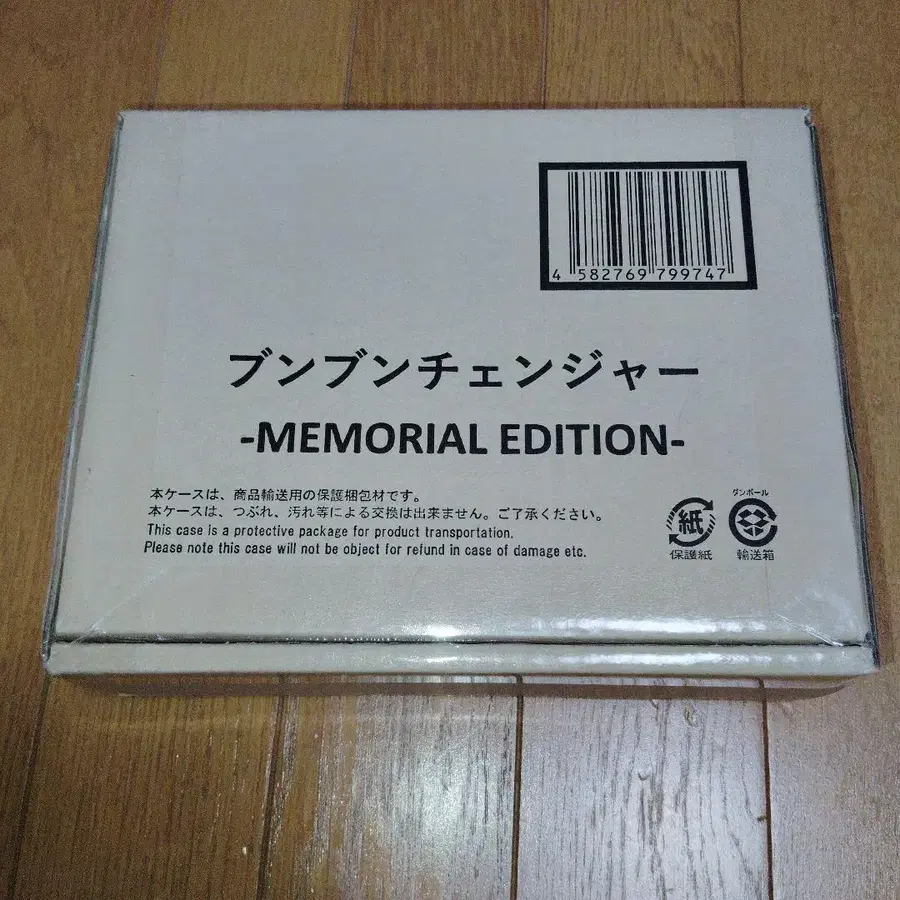 4 582769 799747
ブンブンチェンジャー
-MEMORIAL EDITION-
本ケースは、商品輸送用の保護梱包材です。
本ケースは、つぶれ、汚れ等による交換は出来ません。ご了承ください。
This case is a protective package for product transportation.
Please note this case will not be object for refund in case of damage etc.
紙
保護紙
ダンボール
輸送箱